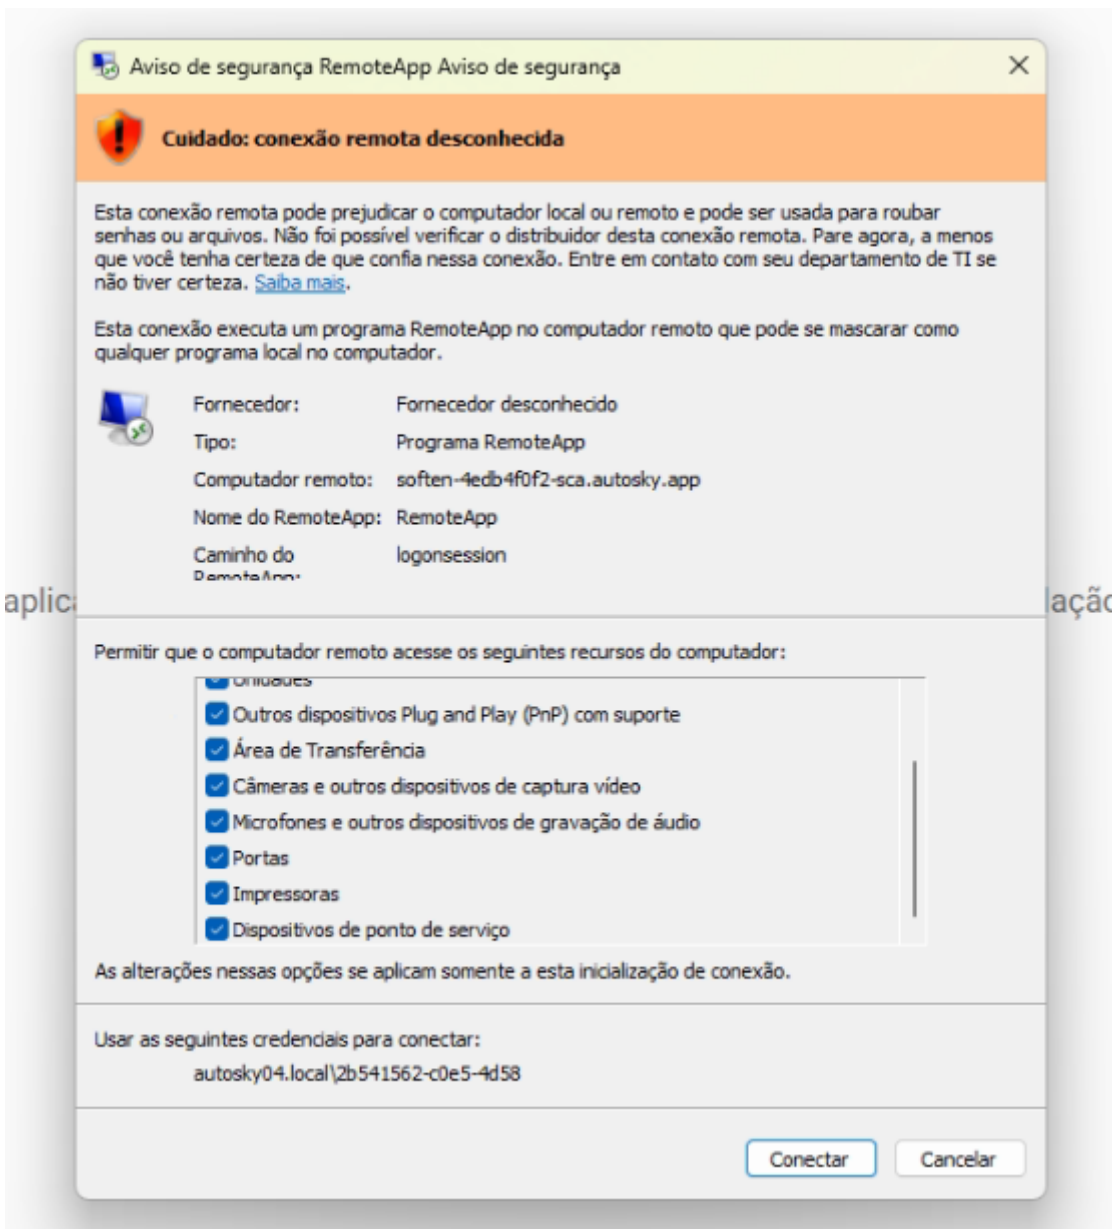 Aviso de segurança RemoteApp Aviso de segurança
Cuidado: conexão remota desconhecida
Esta conexão remota pode prejudicar o computador local ou remoto e pode ser usada para roubar
senhas ou arquivos. Não foi possível verificar o distribuidor desta conexão remota. Pare agora, a menos
que você tenha certeza de que confia nessa conexão. Entre em contato com seu departamento de TI se
não tiver certeza. Saiba mais.
Esta conexão executa um programa RemoteApp no computador remoto que pode se mascarar como
qualquer programa local no computador.
Fornecedor: Fornecedor desconhecido
Tipo: Programa RemoteApp
Computador remoto: soften-4edb4f0f2-sca.autosky.app
Nome do RemoteApp: RemoteApp
Caminho do logonsession
RemoteApp:
aplica
lação
Permitir que o computador remoto acesse os seguintes recursos do computador:
Unidades
Outros dispositivos Plug and Play (PnP) com suporte
Área de Transferência
Câmeras e outros dispositivos de captura vídeo
Microfones e outros dispositivos de gravação de áudio
Portas
Impressoras
Dispositivos de ponto de serviço
As alterações nessas opções se aplicam somente a esta inicialização de conexão.
Usar as seguintes credenciais para conectar:
autosky04.local\2b541562-c0e5-4d58
Conectar Cancelar